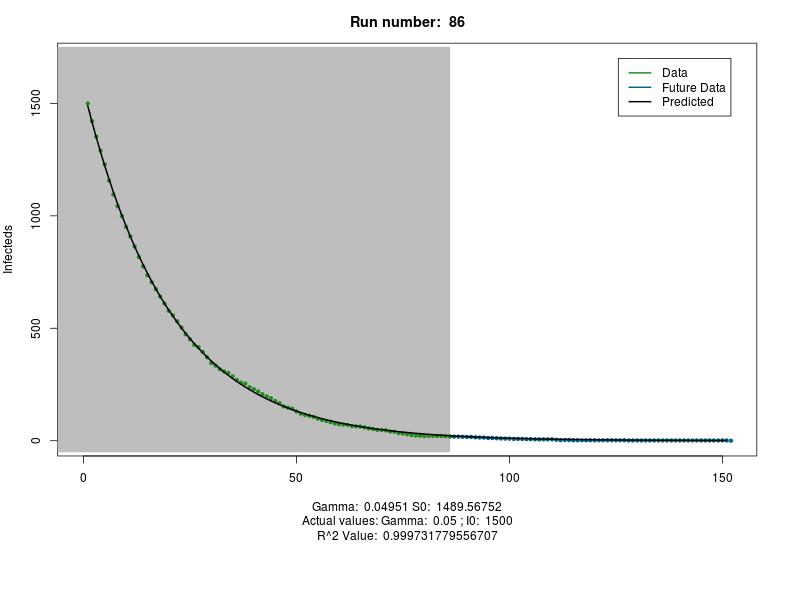 Run number:  86
Data
Future Data
Predicted
Infecteds
1500
1000
500
0
0
50
100
150
Gamma:  0.04951 S0:  1489.56752
Actual values: Gamma:  0.05 ; I0:  1500
R^2 Value:  0.999731779556707